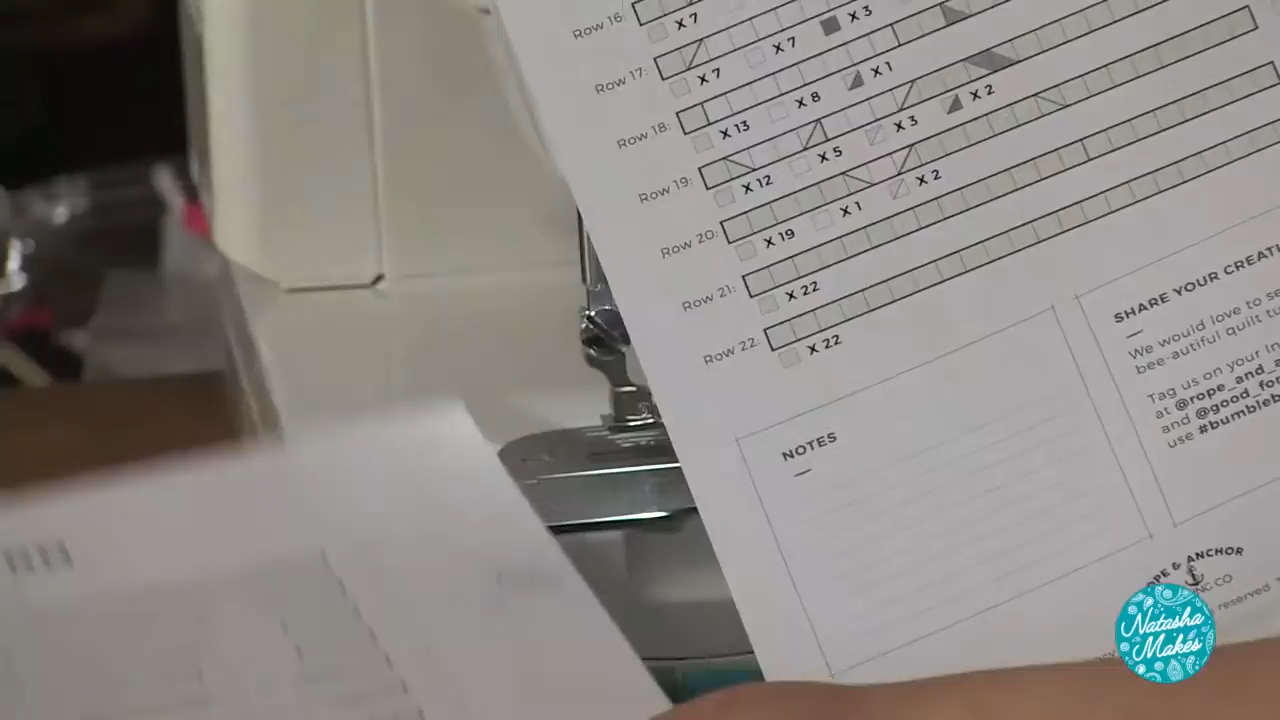 Row 16:
X 7
Row 17:
X 7
X 7
X 3
Row 18:
X 13
X 8
X 1
Row 19:
X 12
X 5
X 3
X 2
Row 20:
X 19
X 1
X 2
Row 21:
X 22
Row 22:
X 22
NOTES
SHARE YOUR CREATI
We would love to se
bee-autiful quilt tu
Tag us on your In
at @rope_and_a
and @good_for
use #bumbleb
OPE & ANCHOR
NG CO
reserved
Natasha
Makes